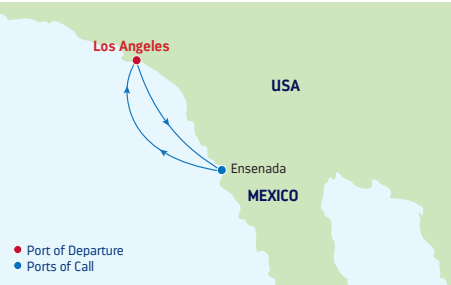 Los Angeles
USA
Ensenada
MEXICO
Port of Departure
Ports of Call